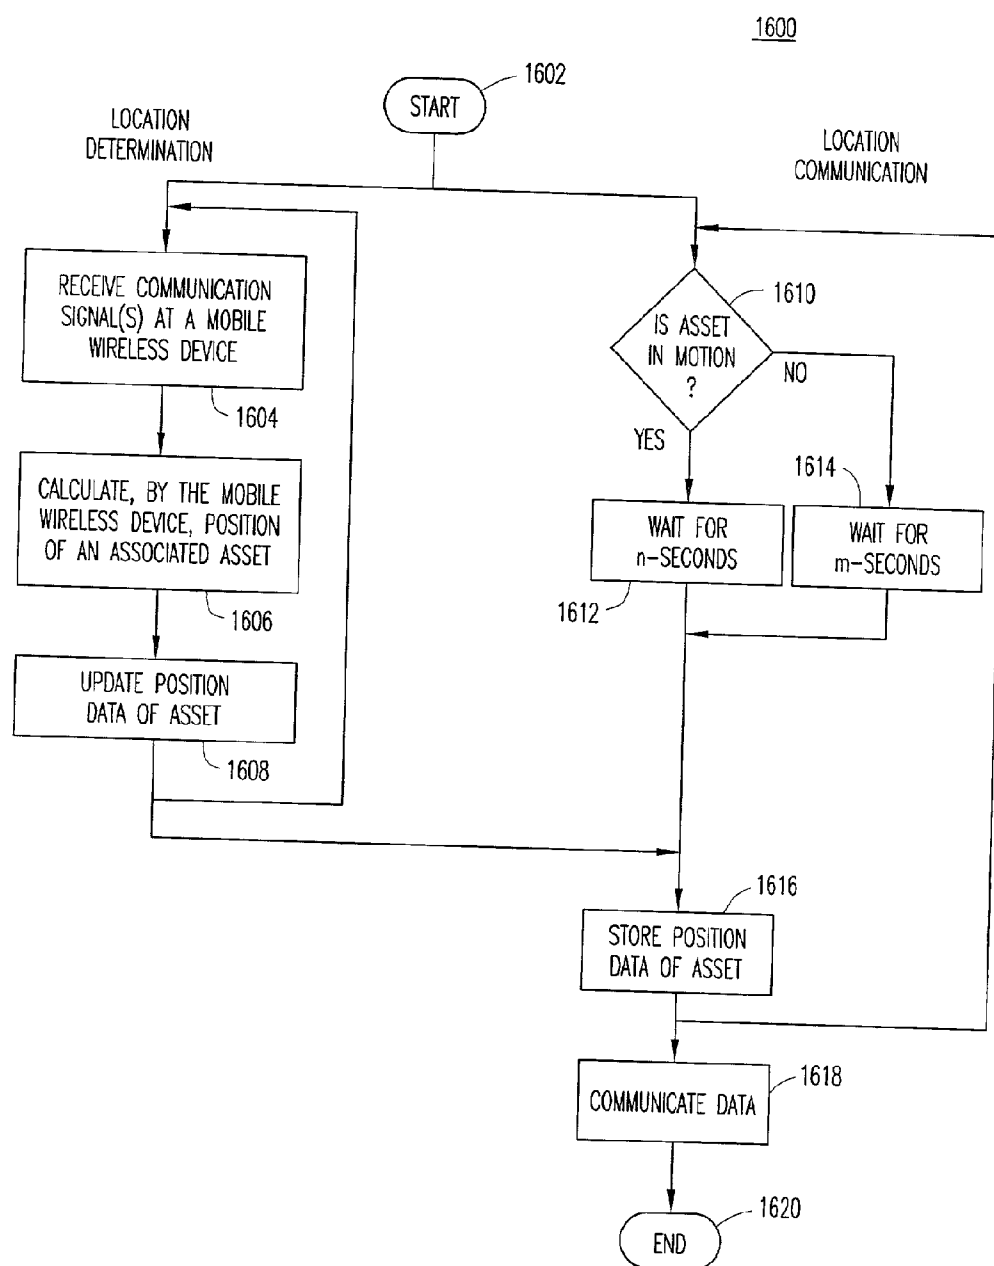 1600
1602
START
LOCATION
DETERMINATION
LOCATION
COMMUNICATION
RECEIVE COMMUNICATION
SIGNAL(S) AT A MOBILE
WIRELESS DEVICE
1604
CALCULATE, BY THE MOBILE
WIRELESS DEVICE, POSITION
OF AN ASSOCIATED ASSET
1606
UPDATE POSITION
DATA OF ASSET
1608
1610
IS ASSET
IN MOTION
?
NO
YES
1614
WAIT FOR
n-SECONDS
1612
WAIT FOR
m-SECONDS
1616
STORE POSITION
DATA OF ASSET
1618
COMMUNICATE DATA
1620
END